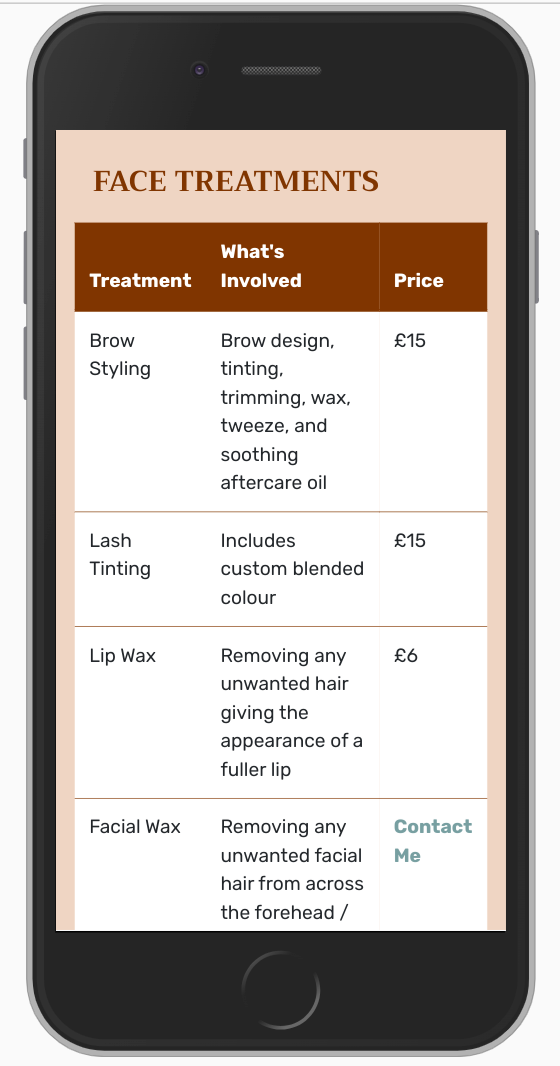 FACE TREATMENTS
Treatment
What's
Involved
Price
Brow
Styling
Brow design,
tinting,
trimming, wax,
tweeze, and
soothing
aftercare oil
£15
Lash
Tinting
Includes
custom blended
colour
£15
Lip Wax
Removing any
unwanted hair
giving the
appearance of a
fuller lip
£6
Facial Wax
Removing any
unwanted facial
hair from across
the forehead /
Contact
Me